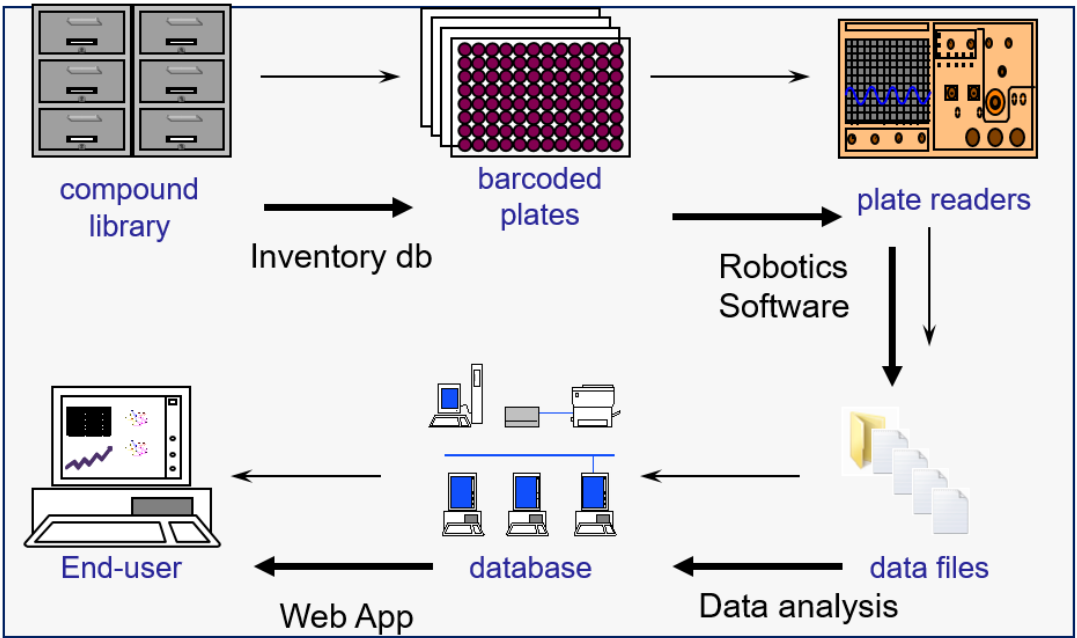 compound
library
barcoded
plates
plate readers
Inventory db
Robotics
Software
End-user
database
data files
Web App
Data analysis